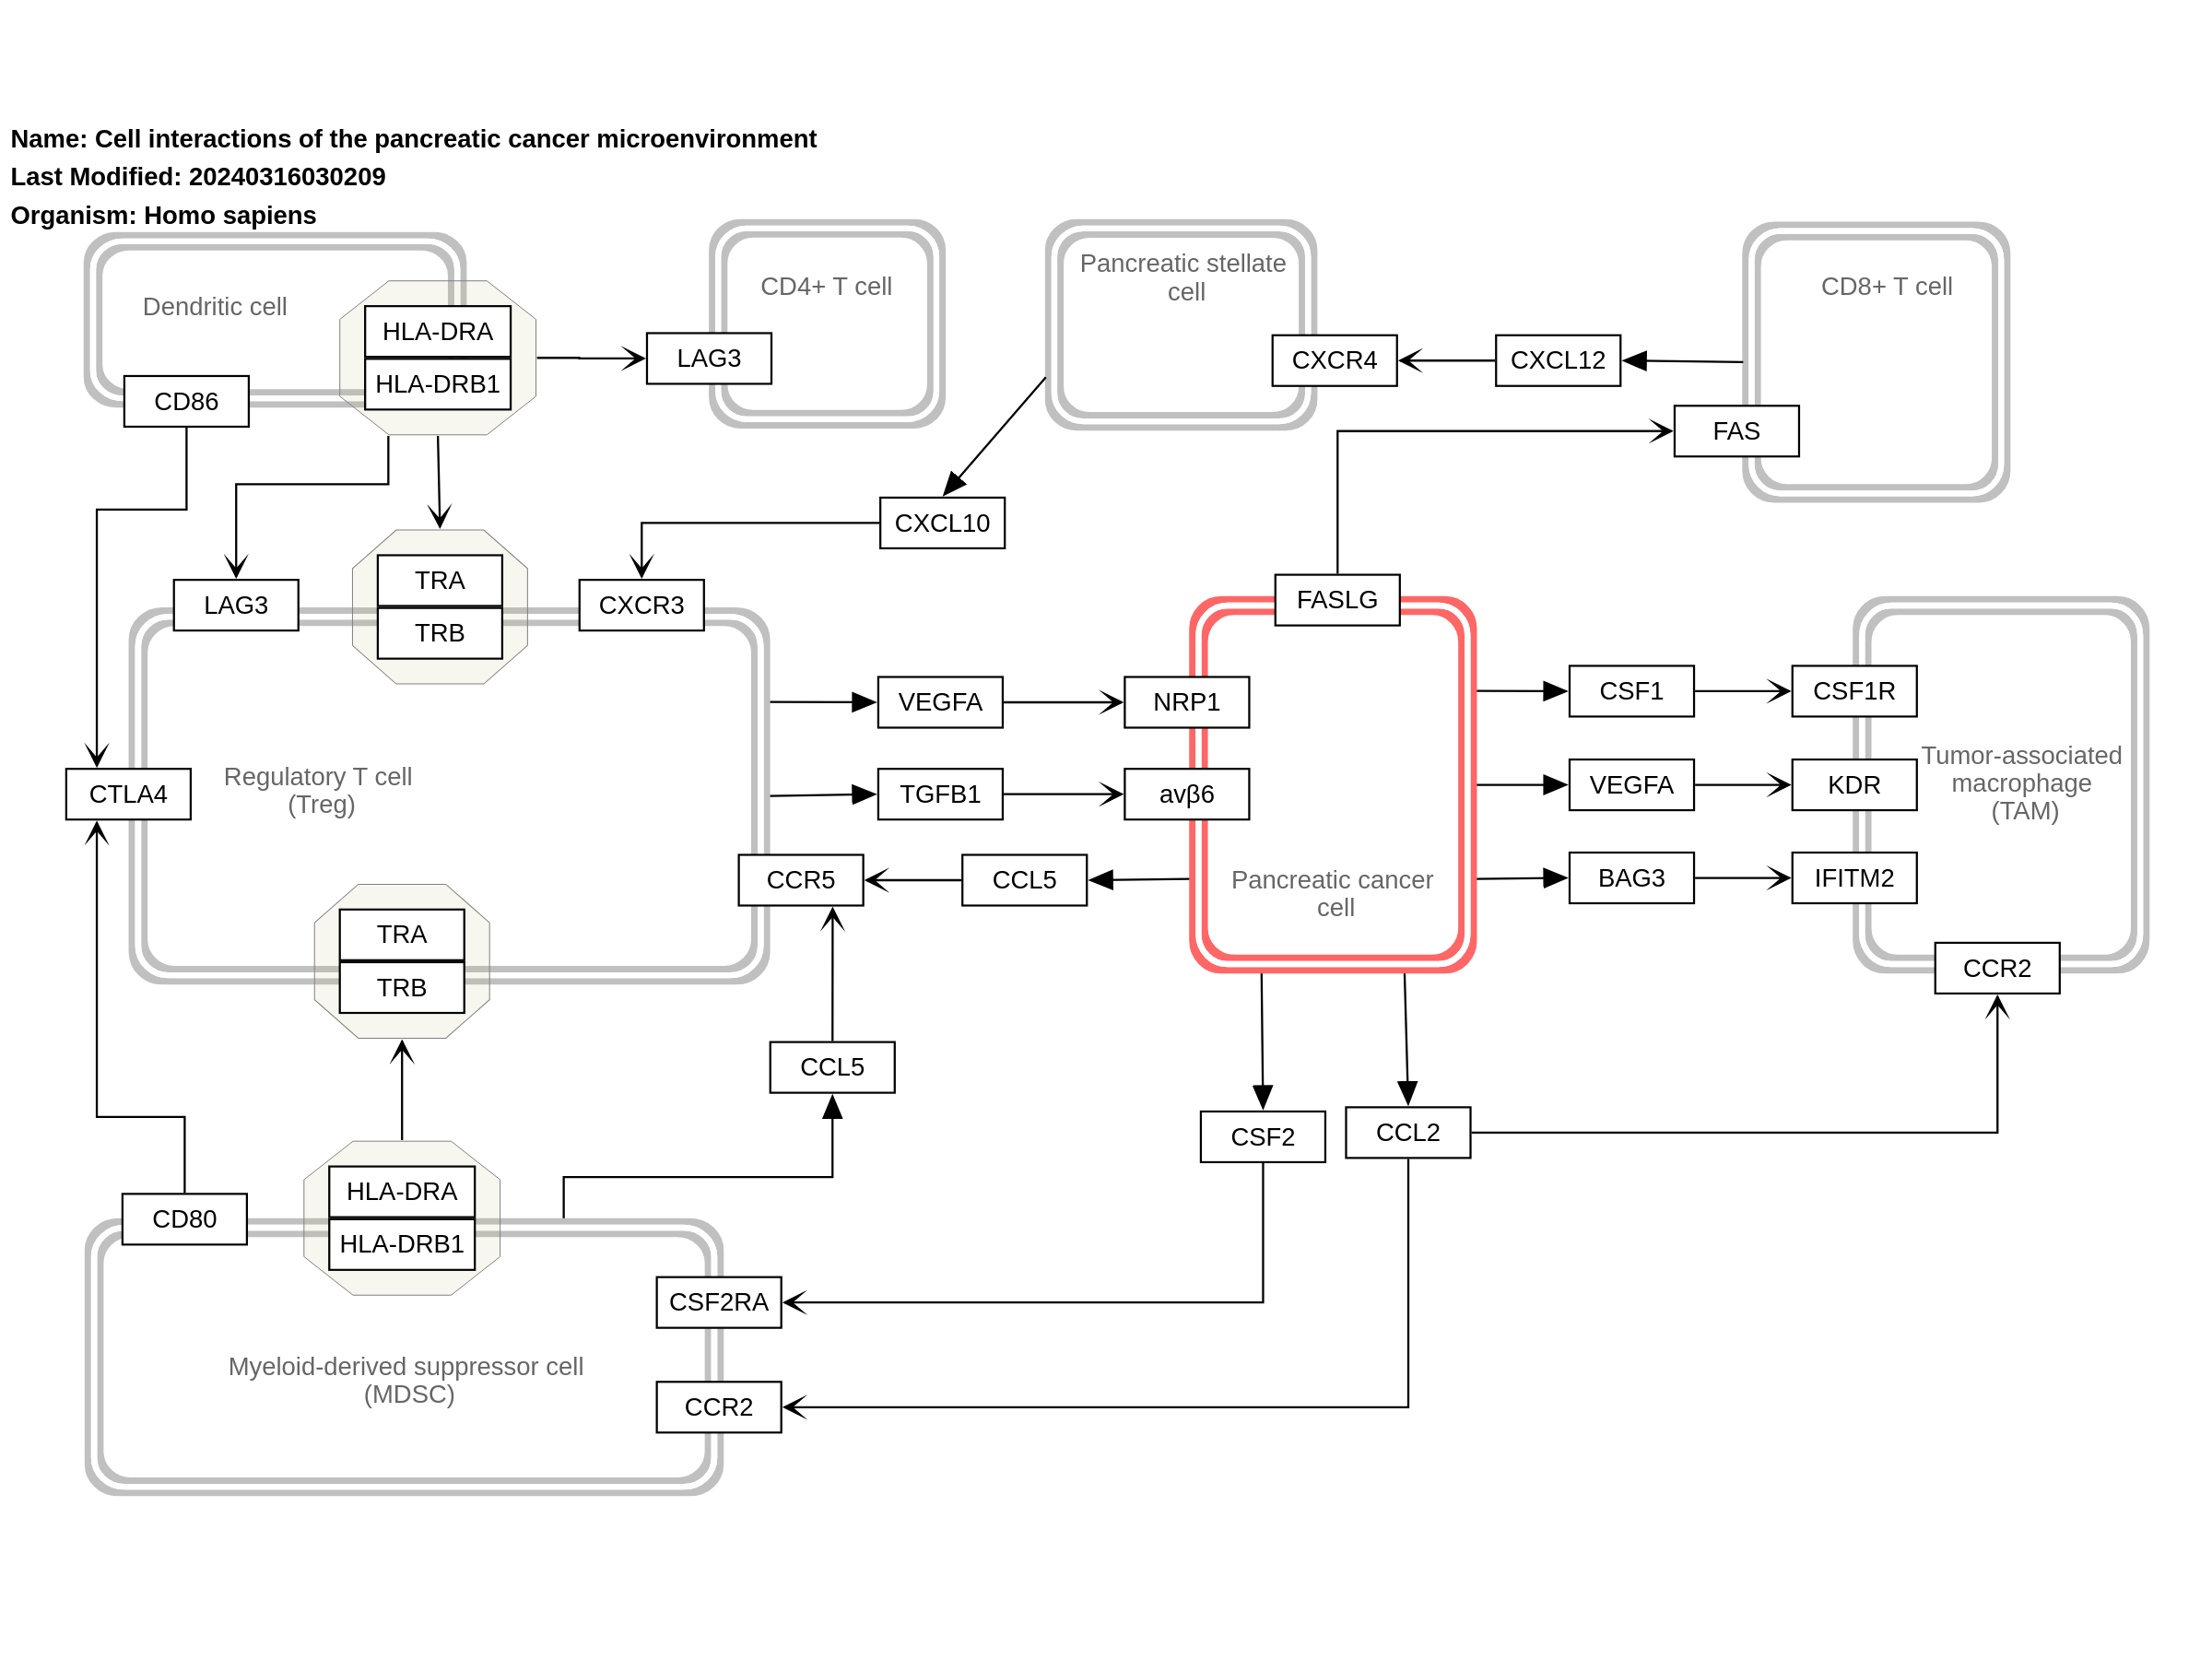 Name: Cell interactions of the pancreatic cancer microenvironment
Last Modified: 20240316030209
Organism: Homo sapiens
Dendritic cell
HLA-DRA
HLA-DRB1
CD86
CD4+ T cell
LAG3
Pancreatic stellate
cell
CXCR4
CXCL12
CD8+ T cell
FAS
CXCL10
LAG3
TRA
TRB
CXCR3
FASLG
VEGFA
NRP1
CSF1
CSF1R
CTLA4
Regulatory T cell
(Treg)
TGFB1
avβ6
VEGFA
KDR
Tumor-associated
macrophage
(TAM)
CCR5
CCL5
Pancreatic cancer
cell
BAG3
IFITM2
TRA
TRB
CCR2
CCL5
CSF2
CCL2
CD80
HLA-DRA
HLA-DRB1
CSF2RA
Myeloid-derived suppressor cell
(MDSC)
CCR2